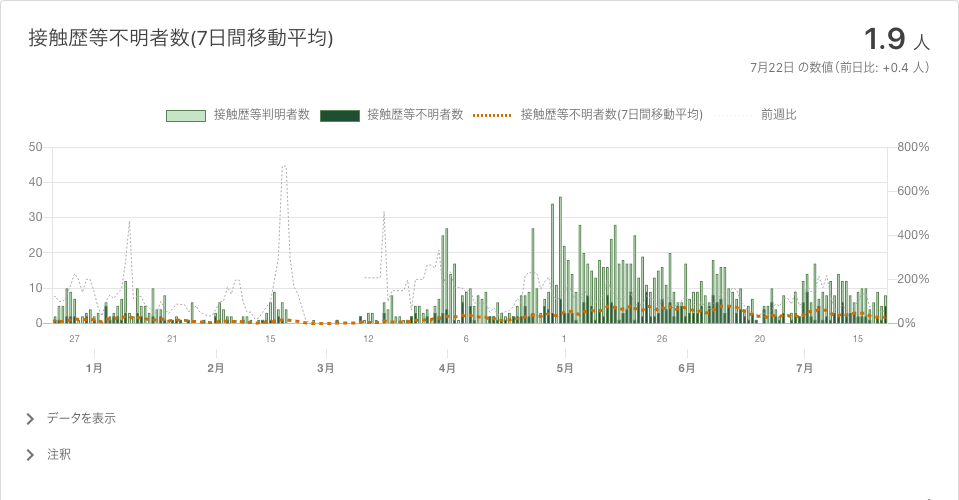 接触歴等不明者数(7日間移動平均)
1.9 人
7月22日 の数値（前日比: +0.4 人）
接触歴等判明者数 接触歴等不明者数 接触歴等不明者数(7日間移動平均) 前週比
50 800%
40 600%
30 400%
20 200%
10 0%
0
27 21 15 12 6 1 26 20 15
1月 2月 3月 4月 5月 6月 7月
データを表示
注釈